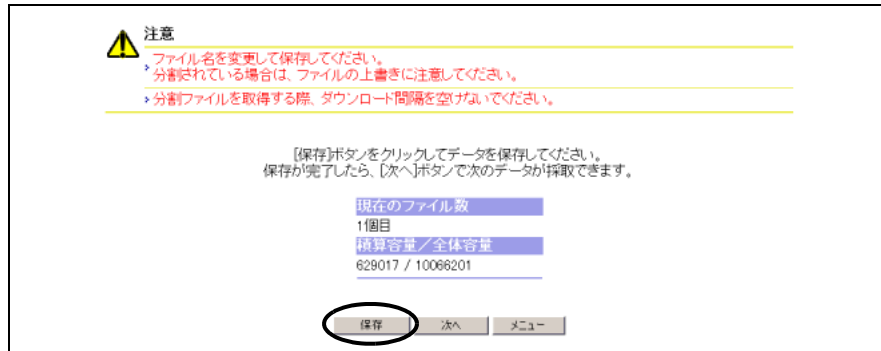 注意
ファイル名を変更して保存してください。
分割されている場合は、ファイルの上書きに注意してください。
分割ファイルを取得する際、ダウンロード間隔を空けないでください。
[保存]ボタンをクリックしてデータを保存してください。
保存が完了したら、[次へ]ボタンで次のデータが採取できます。
現在のファイル数
1個目
積算容量／全体容量
629017 / 10066201
保存 次へ メニュー